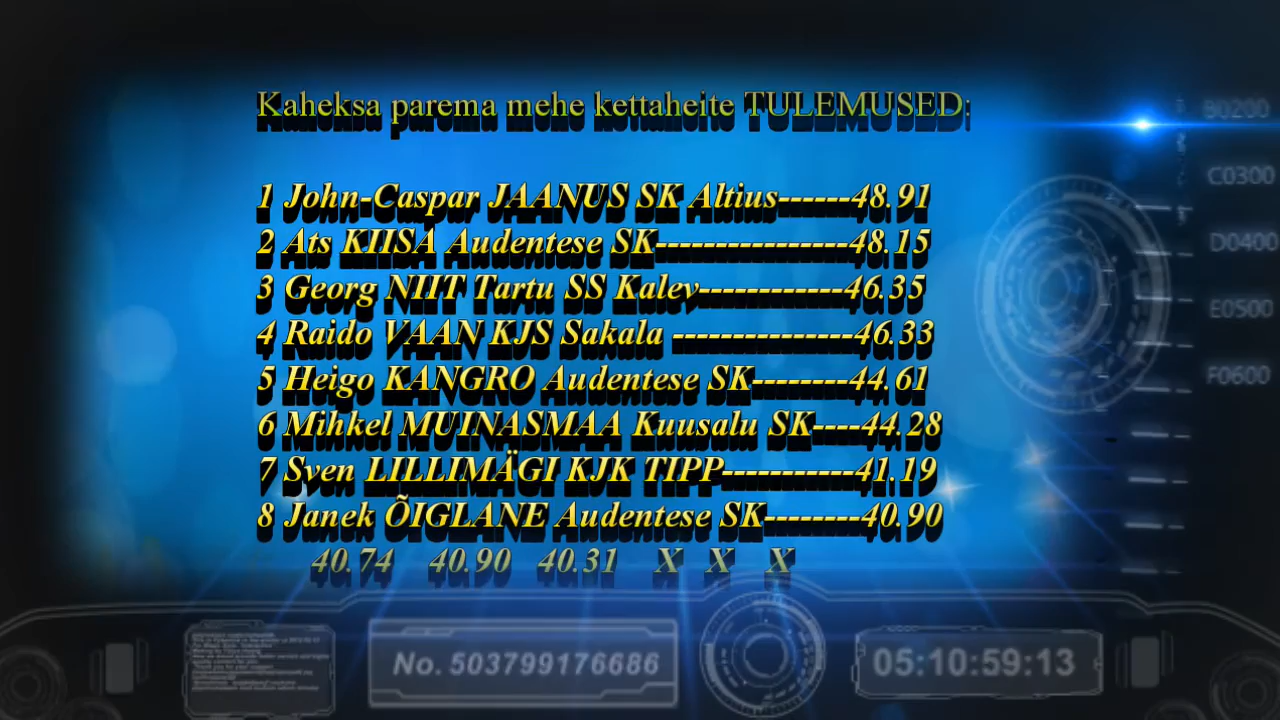 Kaheksa parema mehe kettaheite TULEMUSED:
1 John-Caspar JAANUS SK Altius------48.91
2 Ats KIISA Audentese SK----------------48.15
3 Georg NIIT Tartu SS Kalev------------46.35
4 Raido VAAN KJS Sakala ---------------46.33
5 Heigo KANGRO Audentese SK--------44.61
6 Mihkel MUINASMAA Kuusalu SK----44.28
7 Sven LILLIMÄGI KJK TIPP-----------41.19
8 Janek ÕIGLANE Audentese SK--------40.90
40.74 40.90 40.31 X X X
B0200
C0300
D0400
E0500
F0600
No. 503799176686
05:10:59:13